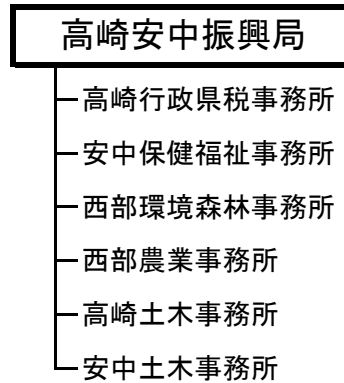 高崎安中振興局
高崎行政県税事務所
安中保健福祉事務所
西部環境森林事務所
西部農業事務所
高崎土木事務所
安中土木事務所